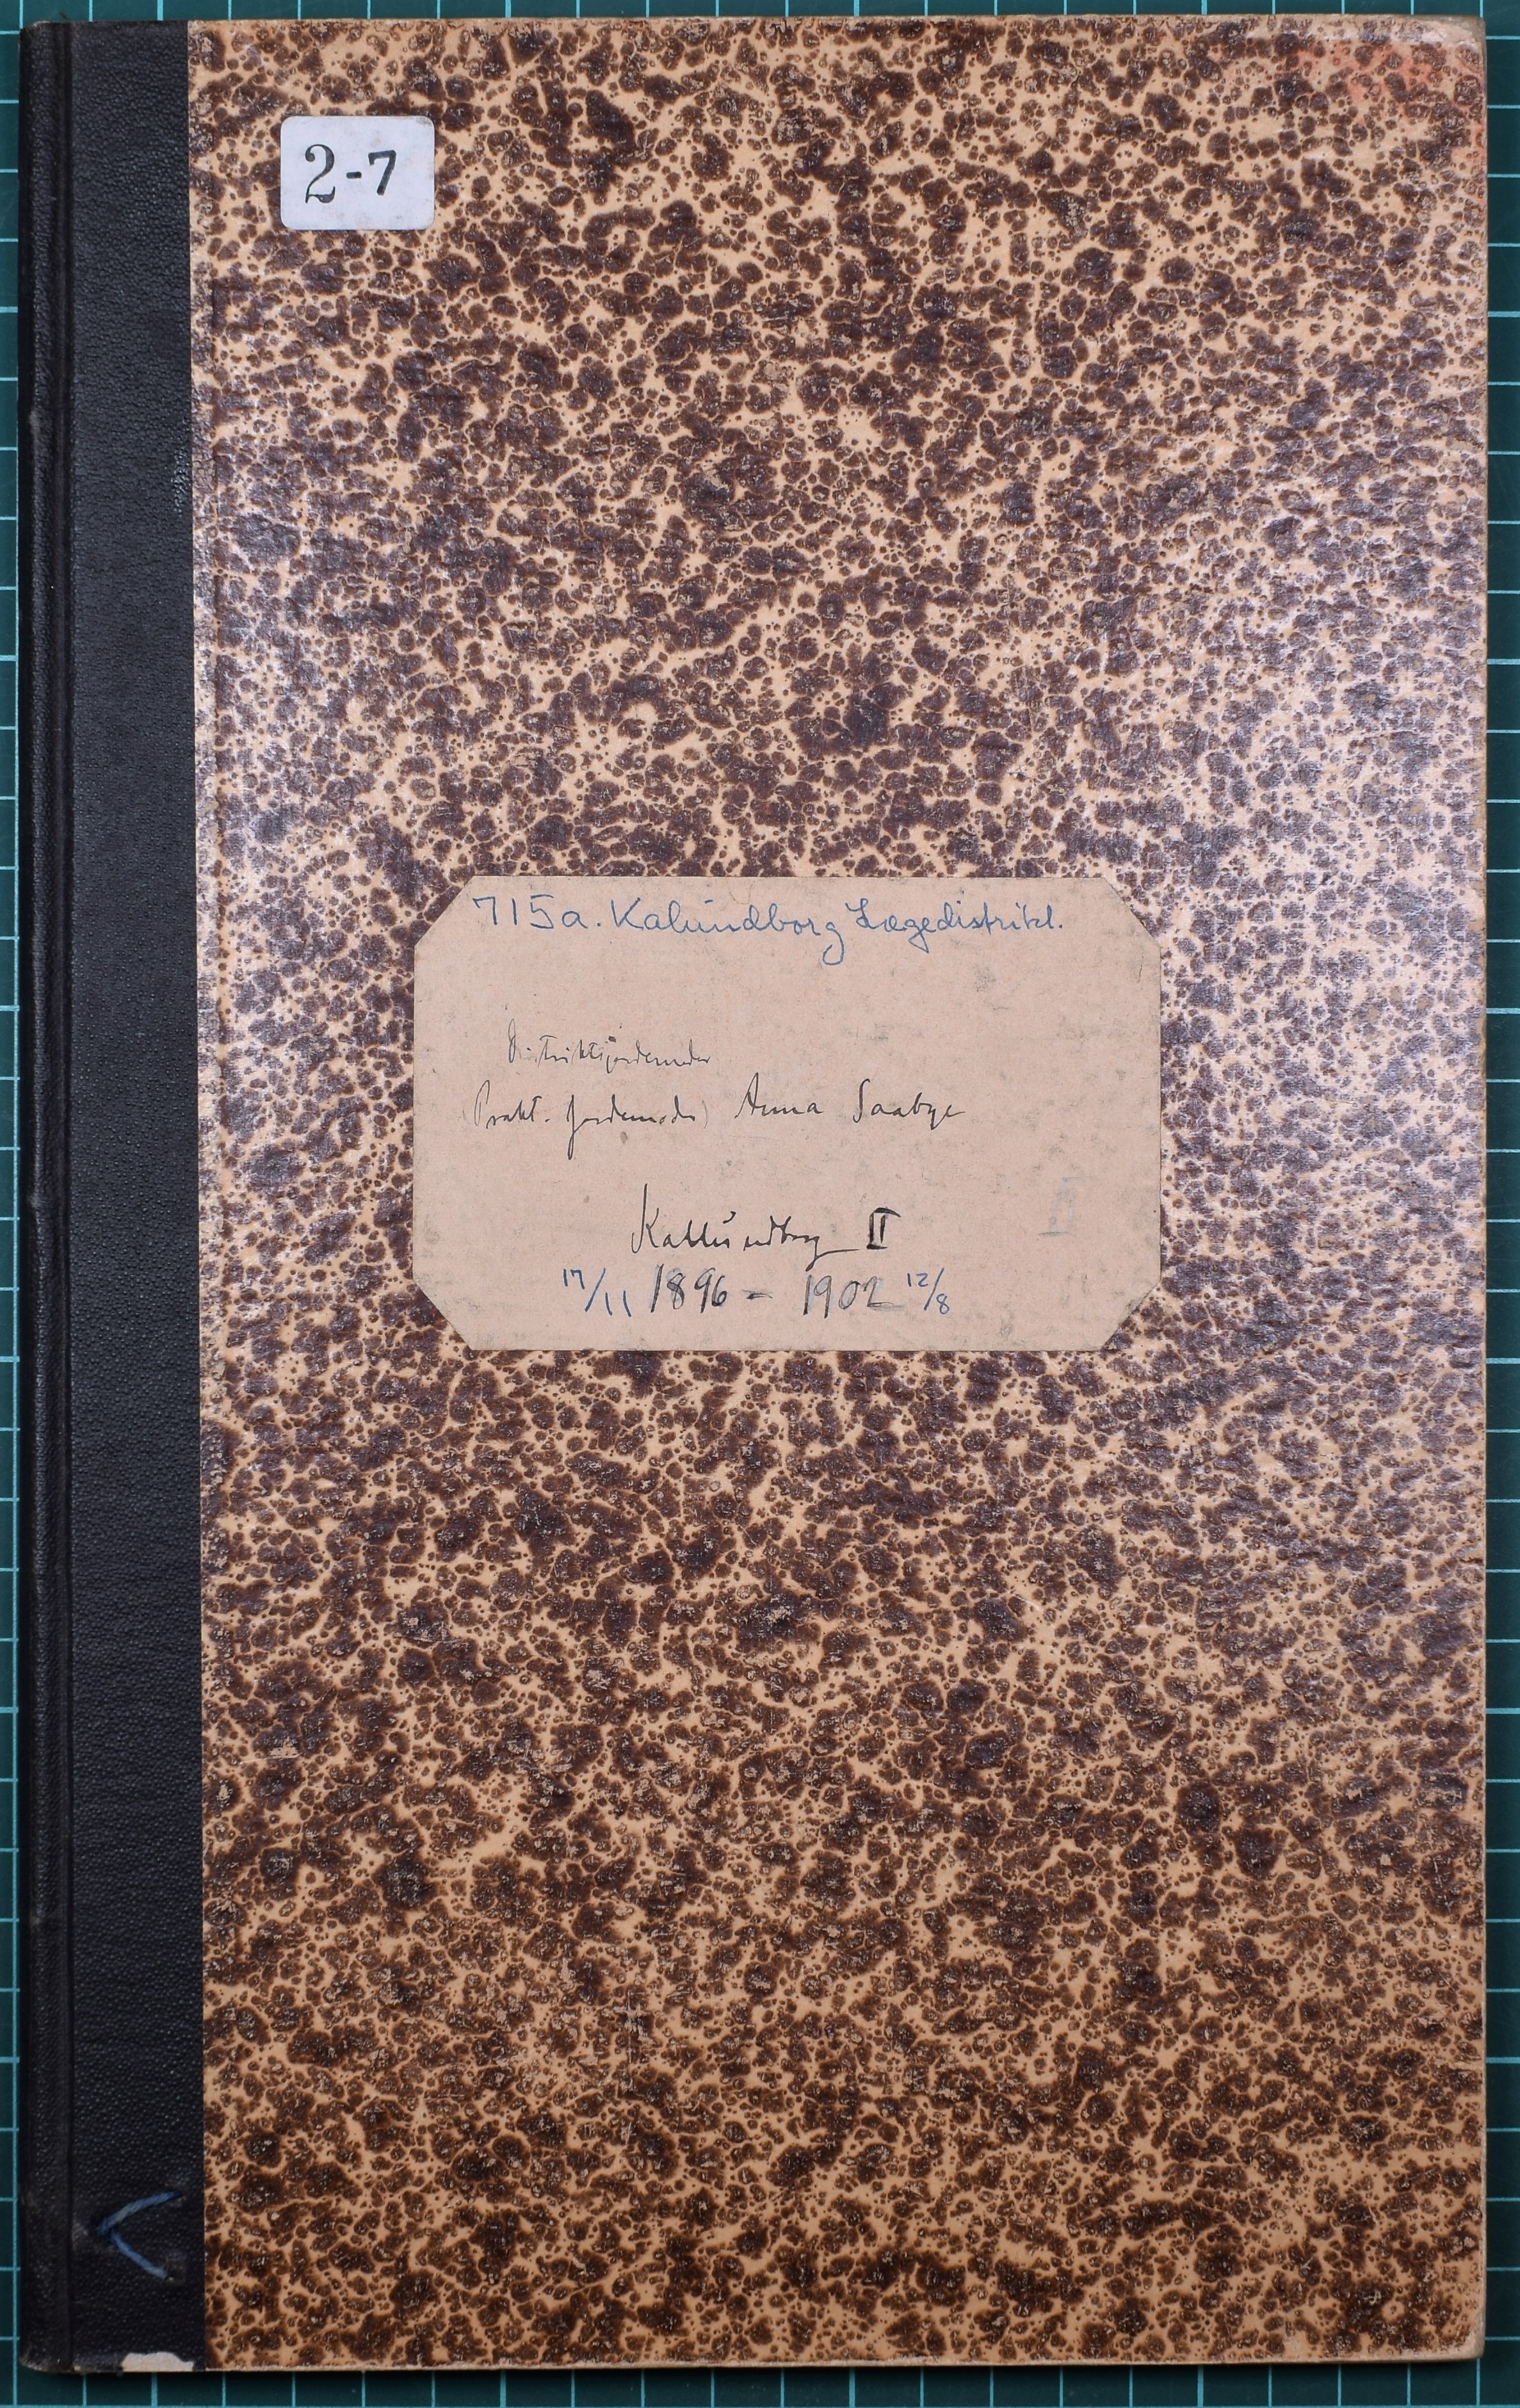 2-7
715a. Kalundborg Lægedistrikt.
Distriktsjordemoder
(Prakt. Jordemoder) Anna Saabye
Kallundborg II
17/11 1896 - 1902 12/8